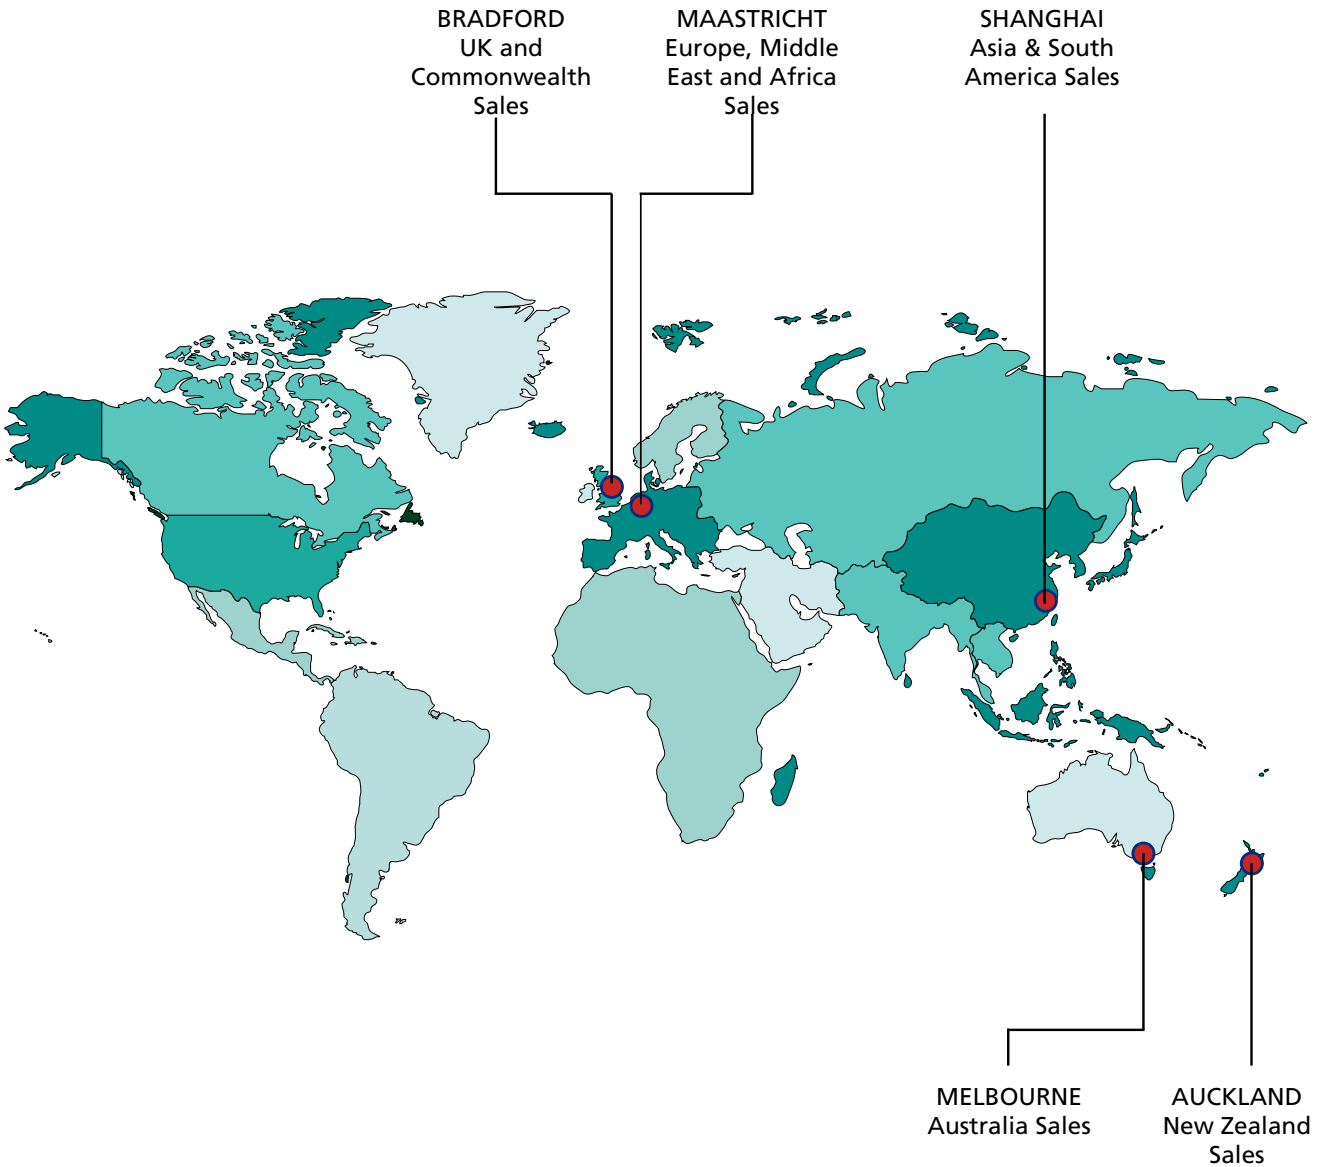 BRADFORD
UK and
Commonwealth
Sales
MAASTRICHT
Europe, Middle
East and Africa
Sales
SHANGHAI
Asia & South
America Sales
MELBOURNE
Australia Sales
AUCKLAND
New Zealand
Sales